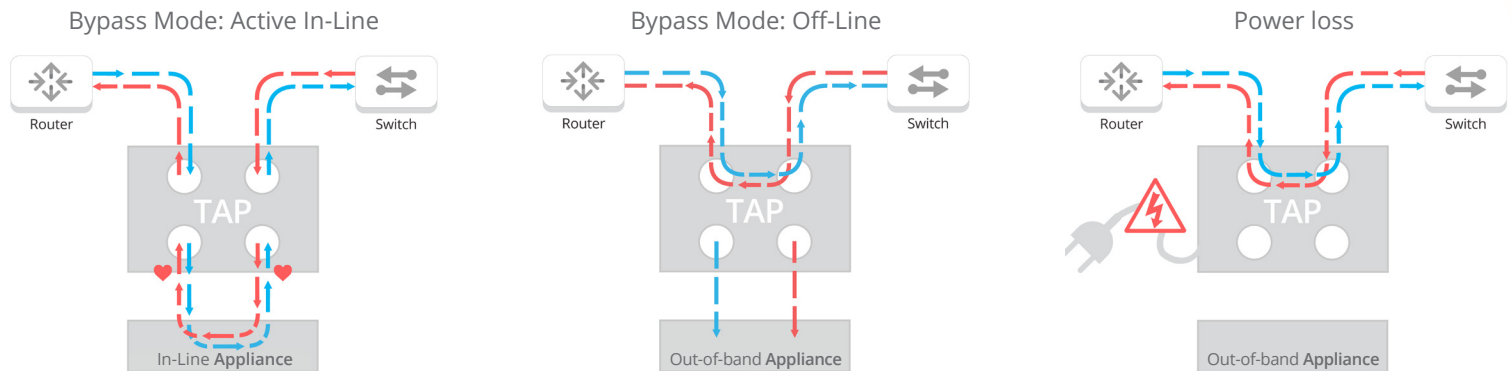 Bypass Mode: Active In-Line
Router
Switch
TAP
In-Line Appliance
Bypass Mode: Off-Line
Router
Switch
TAP
Out-of-band Appliance
Power loss
Router
Switch
TAP
Out-of-band Appliance